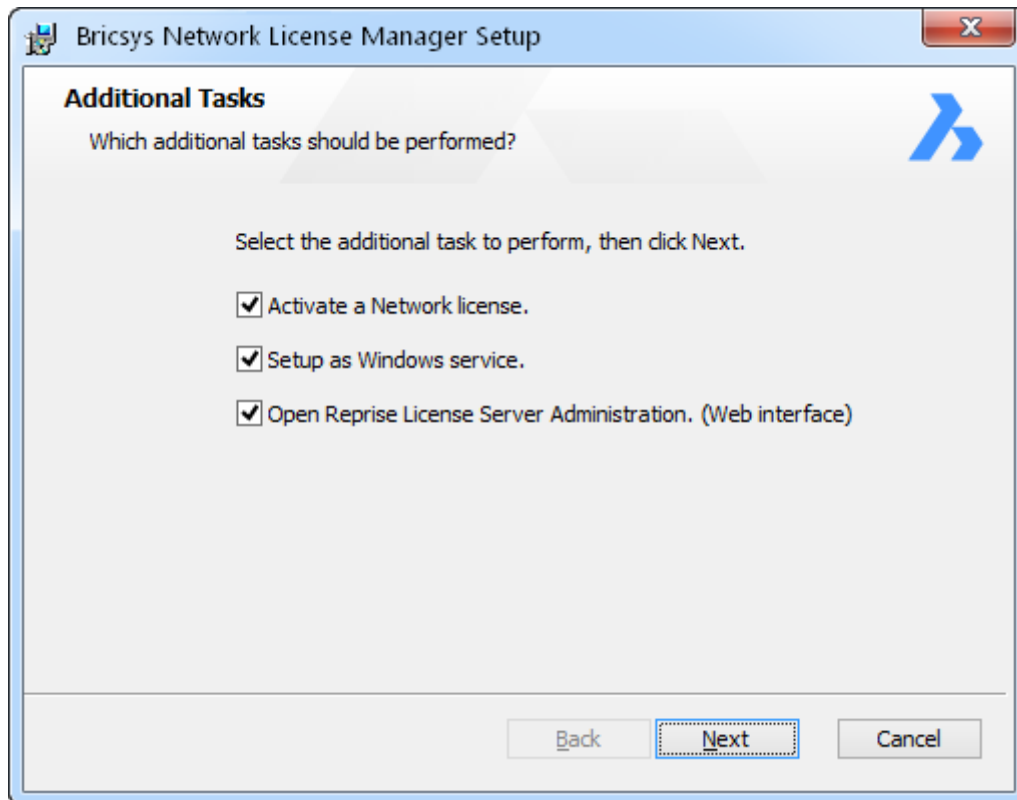 Bricsys Network License Manager Setup
Additional Tasks
Which additional tasks should be performed?
Select the additional task to perform, then click Next.
Activate a Network license.
Setup as Windows service.
Open Reprise License Server Administration. (Web interface)
Back Next Cancel